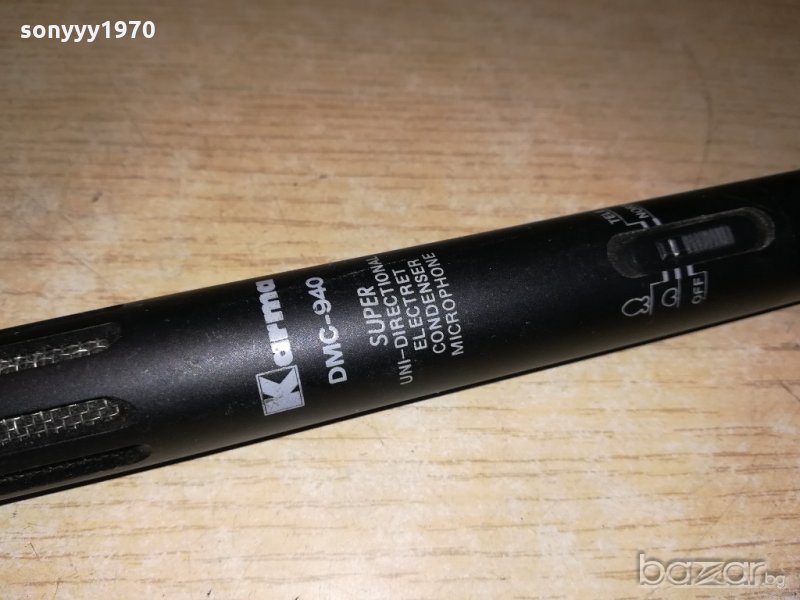 sonyyy1970
Karma
DMC-940
SUPER
UNI-DIRECTIONAL
ELECTRET
CONDENSER
MICROPHONE
OFF
bazar.bg